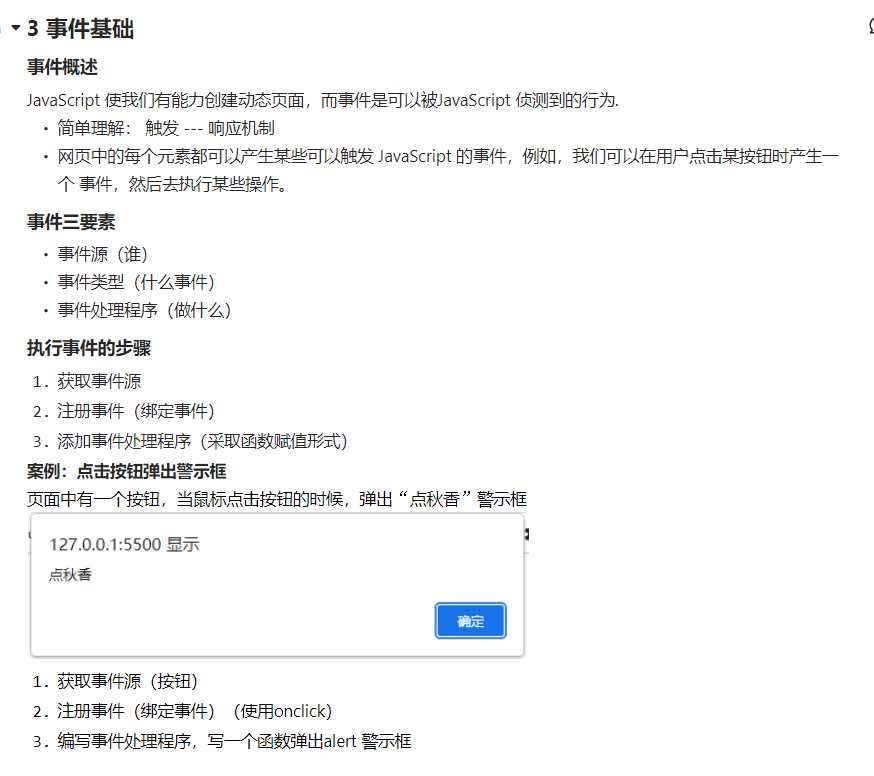 3 事件基础
事件概述
JavaScript 使我们有能力创建动态页面，而事件是可以被JavaScript 侦测到的行为.
• 简单理解： 触发 --- 响应机制
• 网页中的每个元素都可以产生某些可以触发 JavaScript 的事件，例如，我们可以在用户点击某按钮时产生一
个 事件，然后去执行某些操作。
事件三要素
• 事件源（谁）
• 事件类型（什么事件）
• 事件处理程序（做什么）
执行事件的步骤
1. 获取事件源
2. 注册事件（绑定事件）
3. 添加事件处理程序（采取函数赋值形式）
案例：点击按钮弹出警示框
页面中有一个按钮，当鼠标点击按钮的时候，弹出“点秋香”警示框
127.0.0.1:5500 显示
点秋香
确定
1. 获取事件源（按钮）
2. 注册事件（绑定事件）（使用onclick）
3. 编写事件处理程序，写一个函数弹出alert 警示框